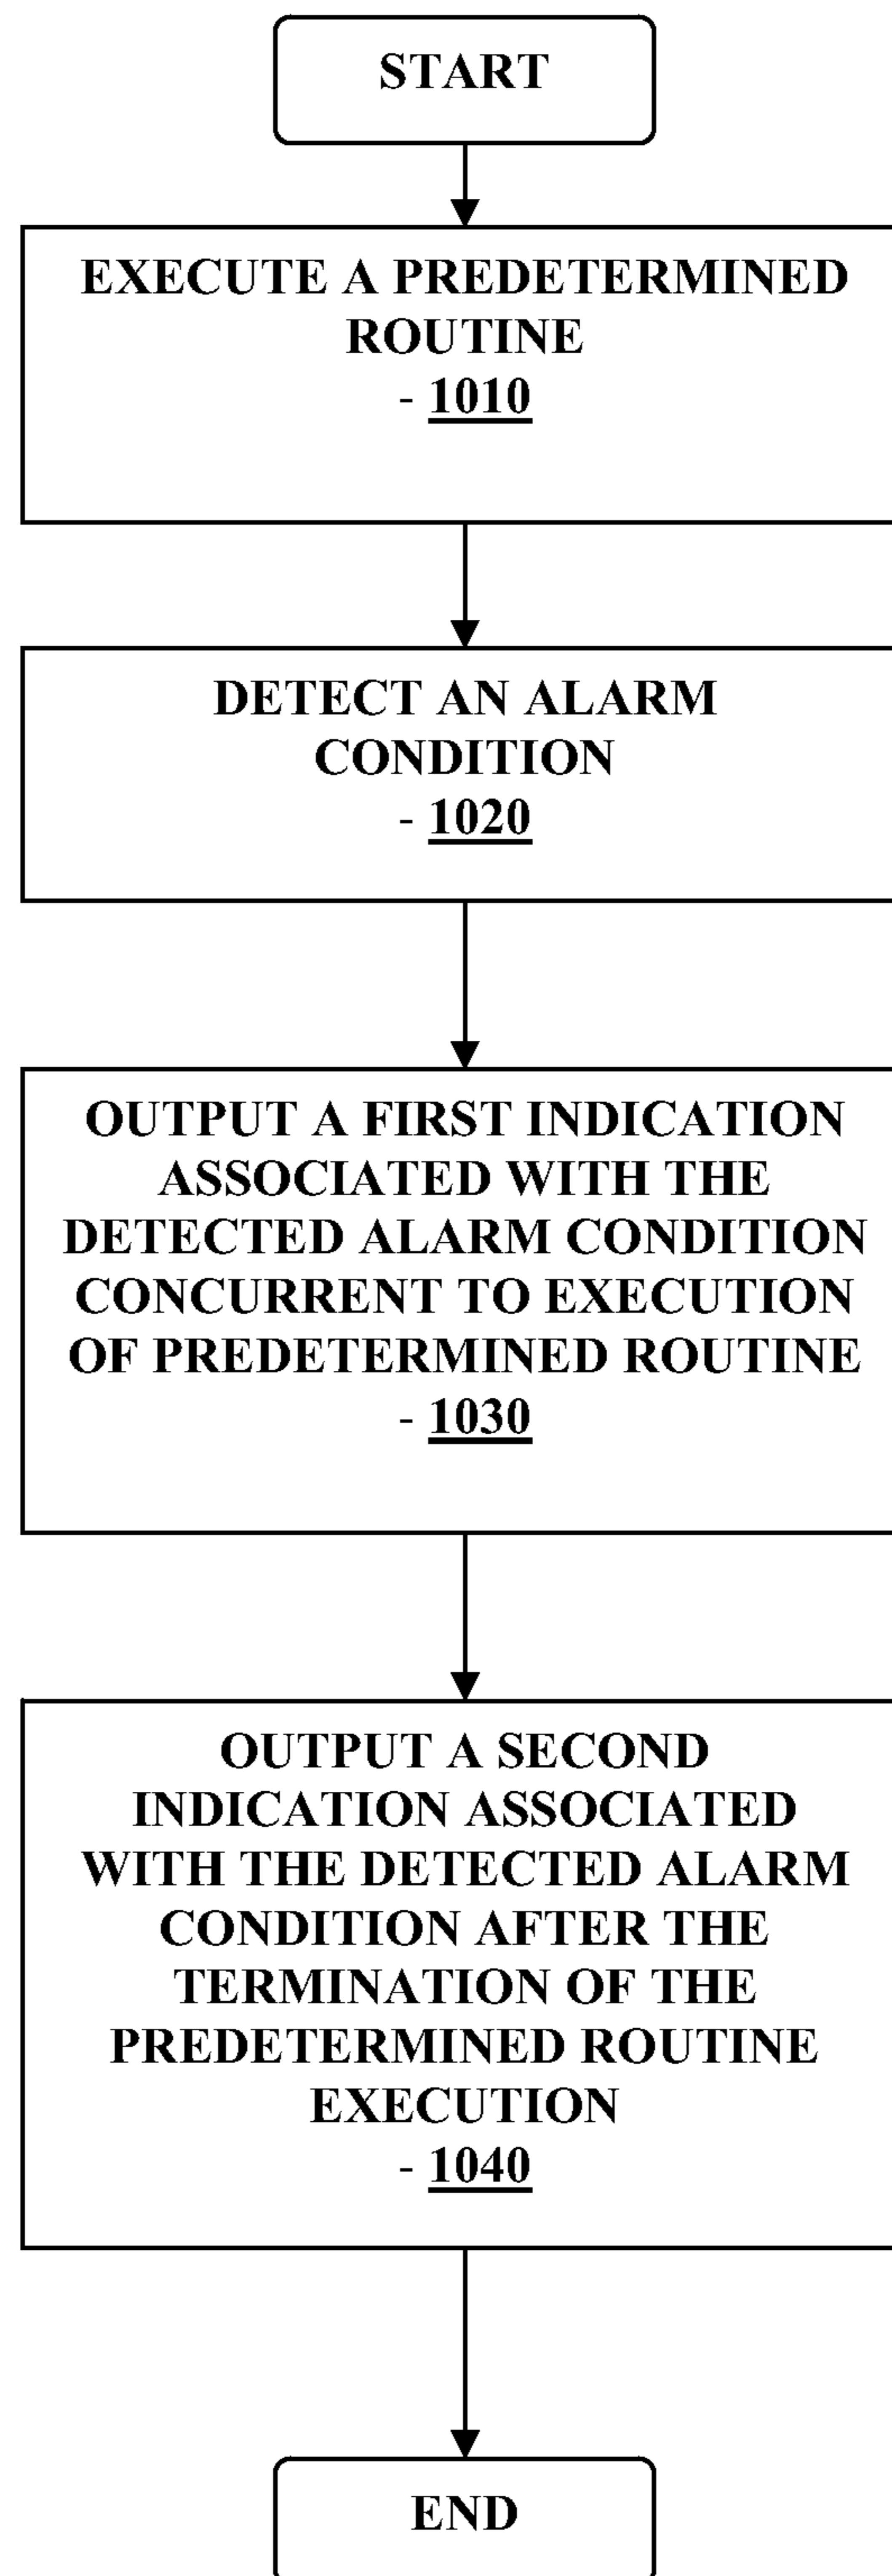 START
EXECUTE A PREDETERMINED
ROUTINE
- 1010
DETECT AN ALARM
CONDITION
- 1020
OUTPUT A FIRST INDICATION
ASSOCIATED WITH THE
DETECTED ALARM CONDITION
CONCURRENT TO EXECUTION
OF PREDETERMINED ROUTINE
- 1030
OUTPUT A SECOND
INDICATION ASSOCIATED
WITH THE DETECTED ALARM
CONDITION AFTER THE
TERMINATION OF THE
PREDETERMINED ROUTINE
EXECUTION
- 1040
END